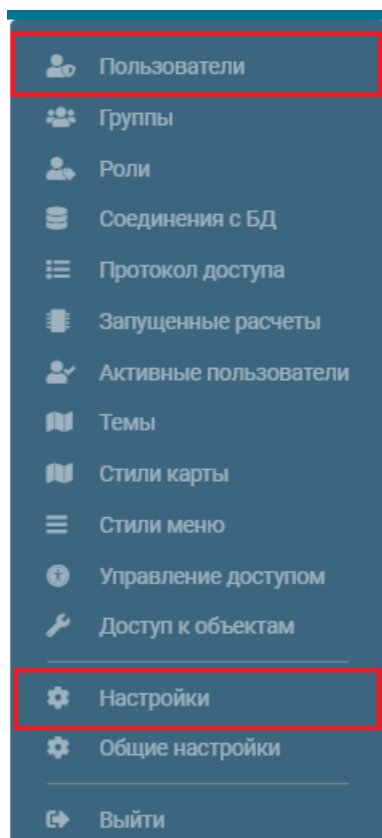 Пользователи
Группы
Роли
Соединения с БД
Протокол доступа
Запущенные расчеты
Активные пользователи
Темы
Стили карты
Стили меню
Управление доступом
Доступ к объектам
Настройки
Общие настройки
Выйти